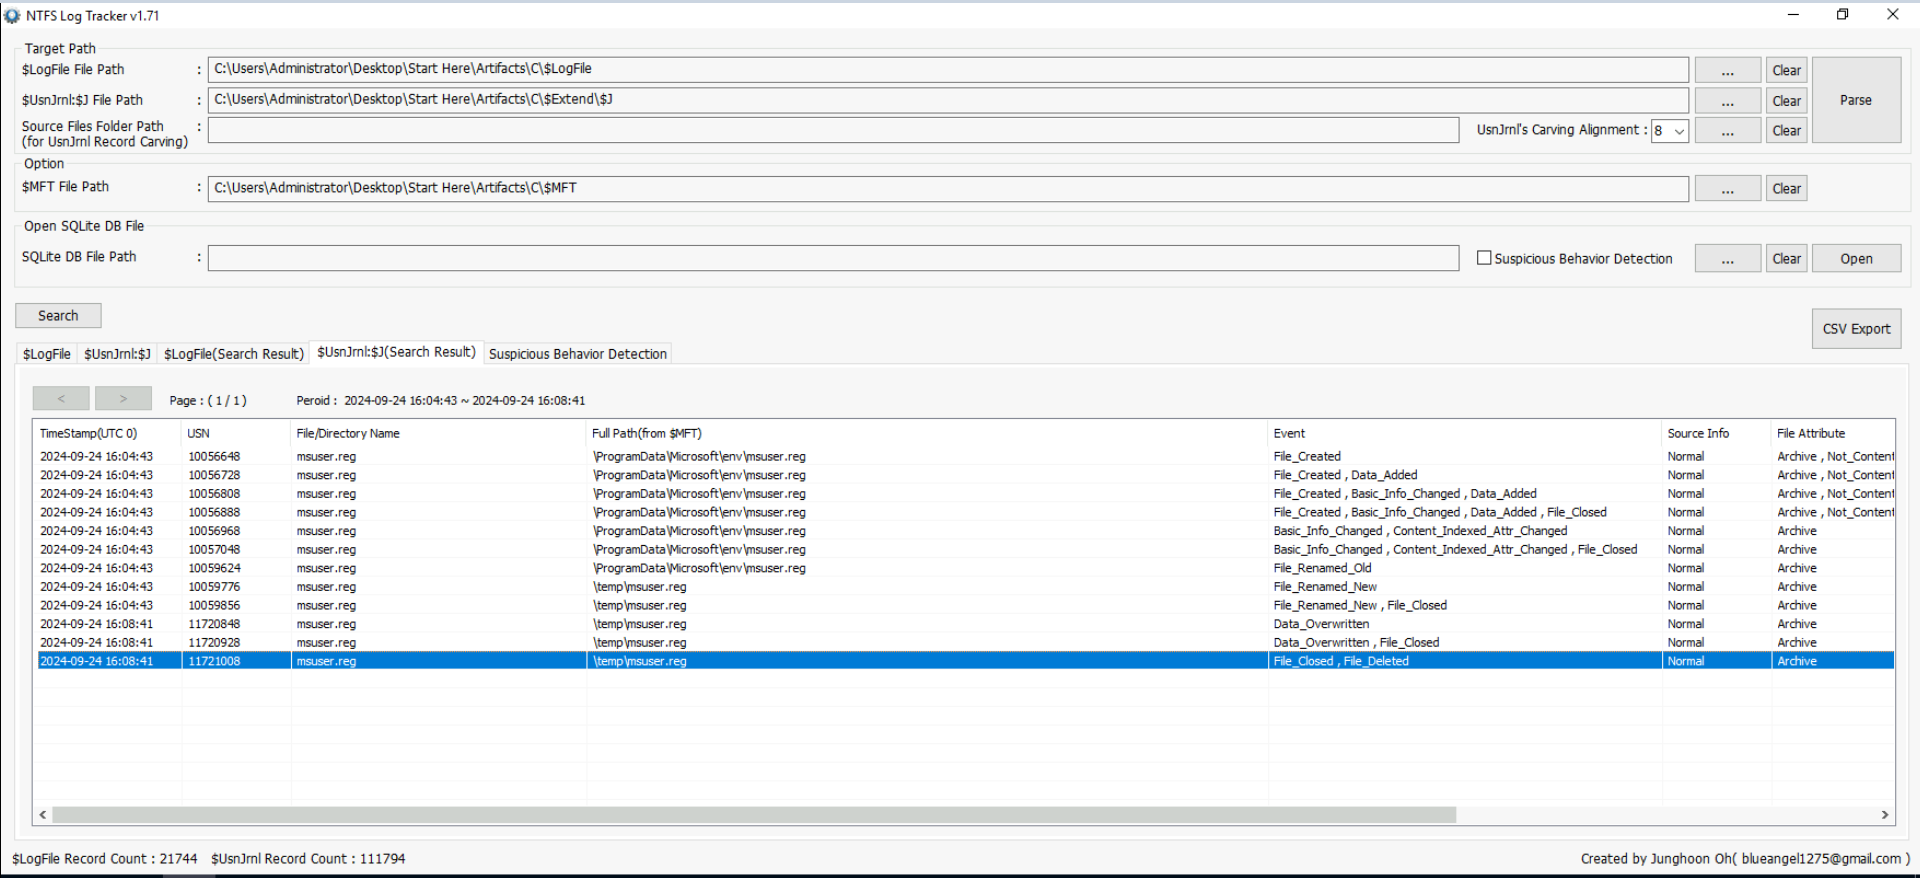 NTFS Log Tracker v1.71
Target Path
$LogFile File Path : C:\Users\Administrator\Desktop\Start Here\Artifacts\C\$LogFile ... Clear
$UsnJrnl:$J File Path : C:\Users\Administrator\Desktop\Start Here\Artifacts\C\$Extend\$J ... Clear Parse
Source Files Folder Path : UsnJrnl's Carving Alignment : 8 ... Clear
(for UsnJrnl Record Carving)
Option
$MFT File Path : C:\Users\Administrator\Desktop\Start Here\Artifacts\C\$MFT ... Clear
Open SQLite DB File
SQLite DB File Path : Suspicious Behavior Detection ... Clear Open
Search
CSV Export
$LogFile $UsnJrnl:$J $LogFile(Search Result) $UsnJrnl:$J(Search Result) Suspicious Behavior Detection
< > Page : ( 1 / 1 ) Peroid : 2024-09-24 16:04:43 ~ 2024-09-24 16:08:41
TimeStamp(UTC 0) USN File/Directory Name Full Path(from $MFT) Event Source Info File Attribute
2024-09-24 16:04:43 10056648 msuser.reg \ProgramData\Microsoft\env\msuser.reg File_Created Normal Archive , Not_Content
2024-09-24 16:04:43 10056728 msuser.reg \ProgramData\Microsoft\env\msuser.reg File_Created , Data_Added Normal Archive , Not_Content
2024-09-24 16:04:43 10056808 msuser.reg \ProgramData\Microsoft\env\msuser.reg File_Created , Basic_Info_Changed , Data_Added Normal Archive , Not_Content
2024-09-24 16:04:43 10056888 msuser.reg \ProgramData\Microsoft\env\msuser.reg File_Created , Basic_Info_Changed , Data_Added , File_Closed Normal Archive , Not_Content
2024-09-24 16:04:43 10056968 msuser.reg \ProgramData\Microsoft\env\msuser.reg Basic_Info_Changed , Content_Indexed_Attr_Changed Normal Archive
2024-09-24 16:04:43 10057048 msuser.reg \ProgramData\Microsoft\env\msuser.reg Basic_Info_Changed , Content_Indexed_Attr_Changed , File_Closed Normal Archive
2024-09-24 16:04:43 10059624 msuser.reg \ProgramData\Microsoft\env\msuser.reg File_Renamed_Old Normal Archive
2024-09-24 16:04:43 10059776 msuser.reg \temp\msuser.reg File_Renamed_New Normal Archive
2024-09-24 16:04:43 10059856 msuser.reg \temp\msuser.reg File_Renamed_New , File_Closed Normal Archive
2024-09-24 16:08:41 11720848 msuser.reg \temp\msuser.reg Data_Overwritten Normal Archive
2024-09-24 16:08:41 11720928 msuser.reg \temp\msuser.reg Data_Overwritten , File_Closed Normal Archive
2024-09-24 16:08:41 11721008 msuser.reg \temp\msuser.reg File_Closed , File_Deleted Normal Archive
$LogFile Record Count : 21744 $UsnJrnl Record Count : 111794 Created by Junghoon Oh( blueangel1275@gmail.com )